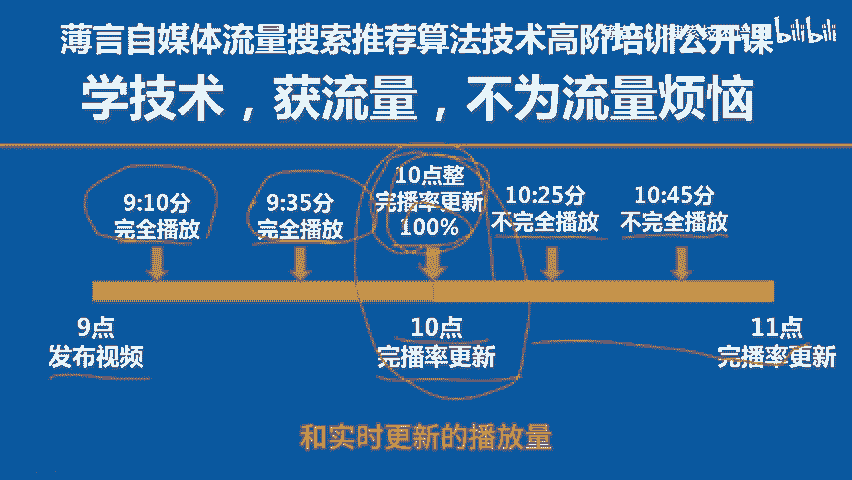 薄言自媒体流量搜索推荐算法技术高阶培训公开课
bilibili
学技术，获流量，不为流量烦恼
9:10分
完全播放
9:35分
完全播放
10点整
完播率更新
100%
10:25分
不完全播放
10:45分
不完全播放
9点
发布视频
10点
完播率更新
11点
完播率更新
和实时更新的播放量